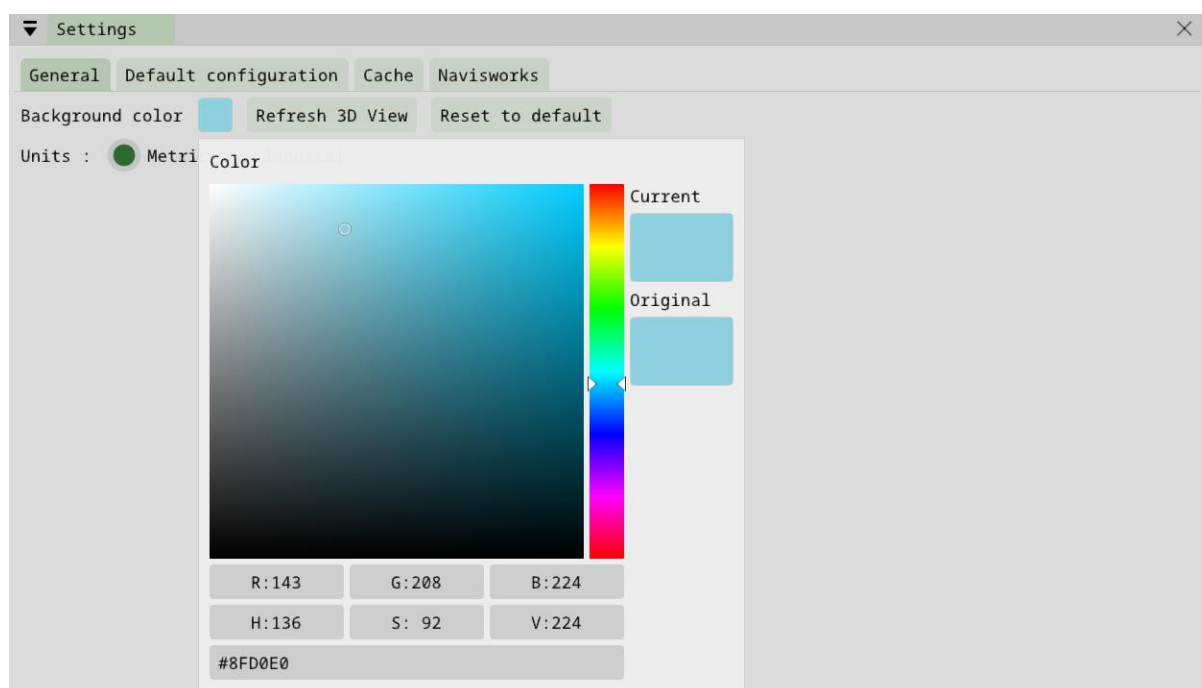 Settings
General Default configuration Cache Navisworks
Background color Refresh 3D View Reset to default
Units : Metri
Color
Current
Original
R:143 G:208 B:224
H:136 S: 92 V:224
#8FD0E0